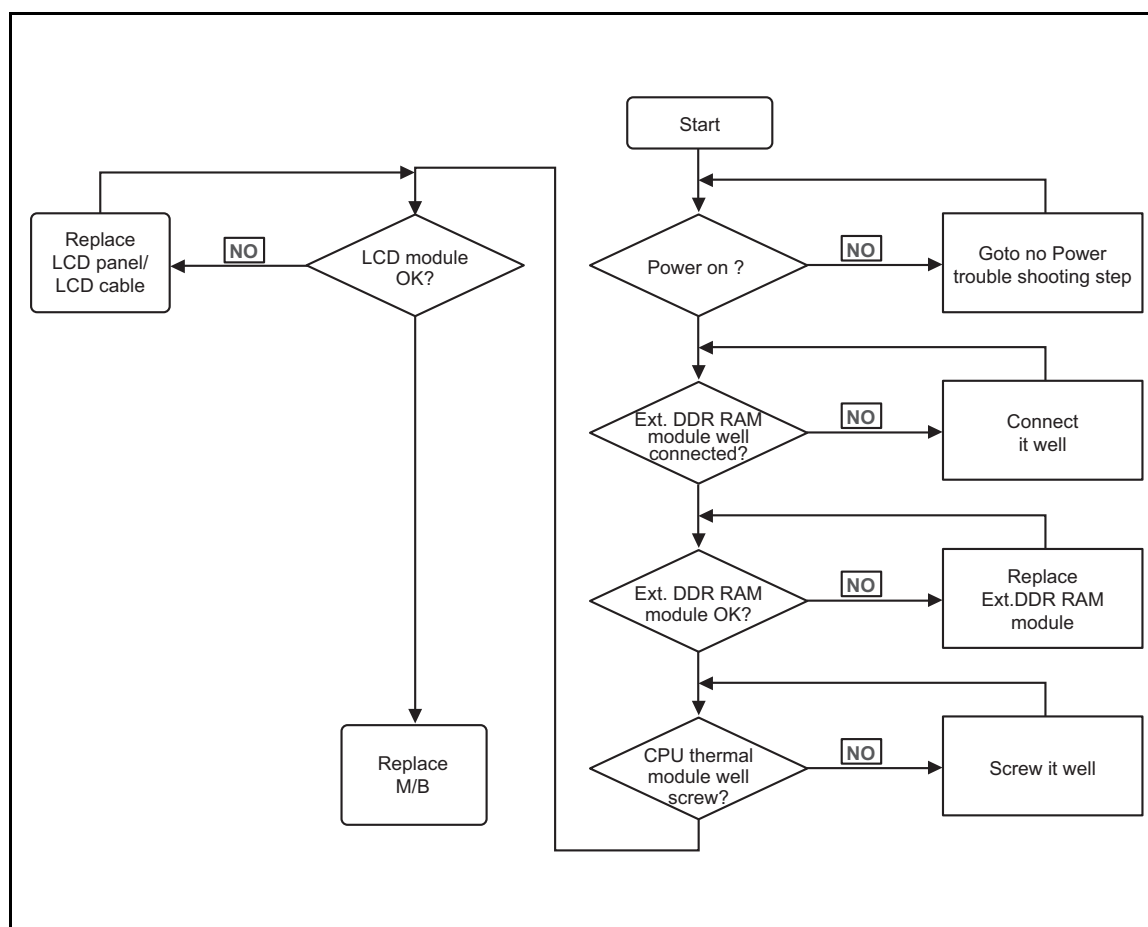 Start
Power on ?
NO
Goto no Power
trouble shooting step
Ext. DDR RAM
module well
connected?
NO
Connect
it well
Ext. DDR RAM
module OK?
NO
Replace
Ext.DDR RAM
module
CPU thermal
module well
screw?
NO
Screw it well
LCD module
OK?
NO
Replace
LCD panel/
LCD cable
Replace
M/B